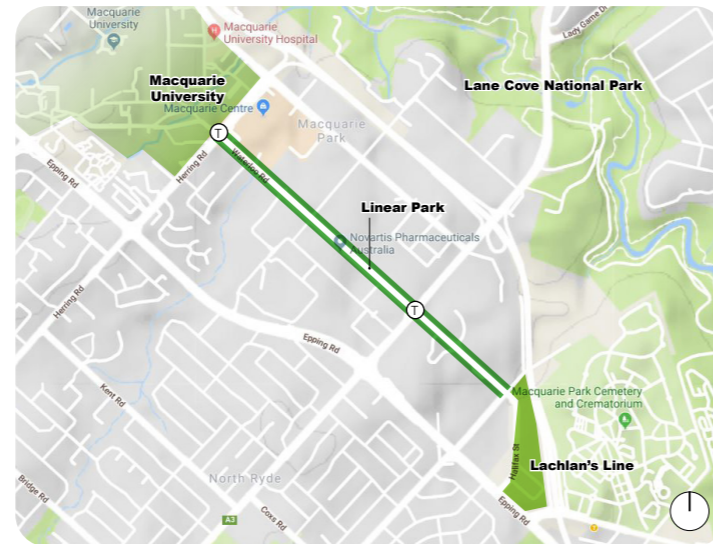 Macquarie
University
Macquarie
University Hospital
Lady Game Dr
Macquarie
University
Lane Cove National Park
Macquarie Centre
Macquarie
Park
T
Waterloo Rd
Herring Rd
Epping Rd
Linear Park
Novartis Pharmaceuticals
Australia
Herring Rd
T
Epping Rd
Kent Rd
Macquarie Park Cemetery
and Crematorium
Halifax St
Lachlan's Line
North Ryde
Bridge Rd
A3
Coxs Rd
Epping Rd